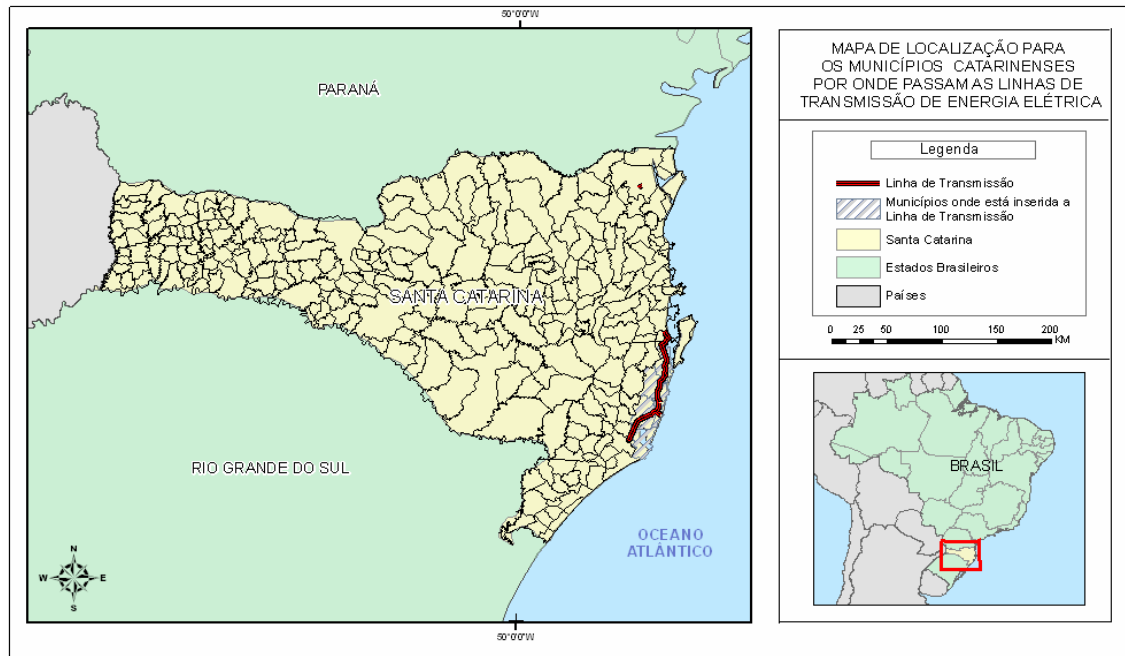 50°0'0"W
PARANÁ
SANTA CATARINA
RIO GRANDE DO SUL
OCEANO
ATLÂNTICO
N
W
E
S
50°0'0"W
MAPA DE LOCALIZAÇÃO PARA
OS MUNICÍPIOS CATARINENSES
POR ONDE PASSAM AS LINHAS DE
TRANSMISSÃO DE ENERGIA ELÉTRICA
Legenda
Linha de Transmissão
Municípios onde está inserida a
Linha de Transmissão
Santa Catarina
Estados Brasileiros
Países
0 25 50 100 150 200
KM
BRASIL